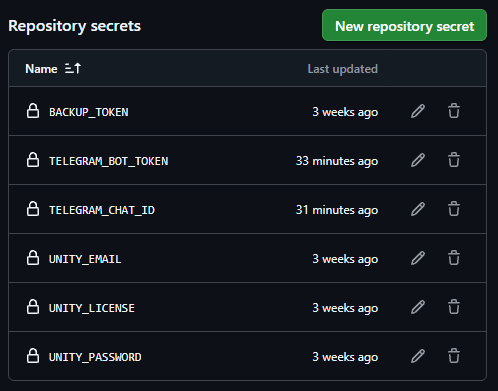 Repository secrets
New repository secret
Name Last updated
BACKUP_TOKEN 3 weeks ago
TELEGRAM_BOT_TOKEN 33 minutes ago
TELEGRAM_CHAT_ID 31 minutes ago
UNITY_EMAIL 3 weeks ago
UNITY_LICENSE 3 weeks ago
UNITY_PASSWORD 3 weeks ago